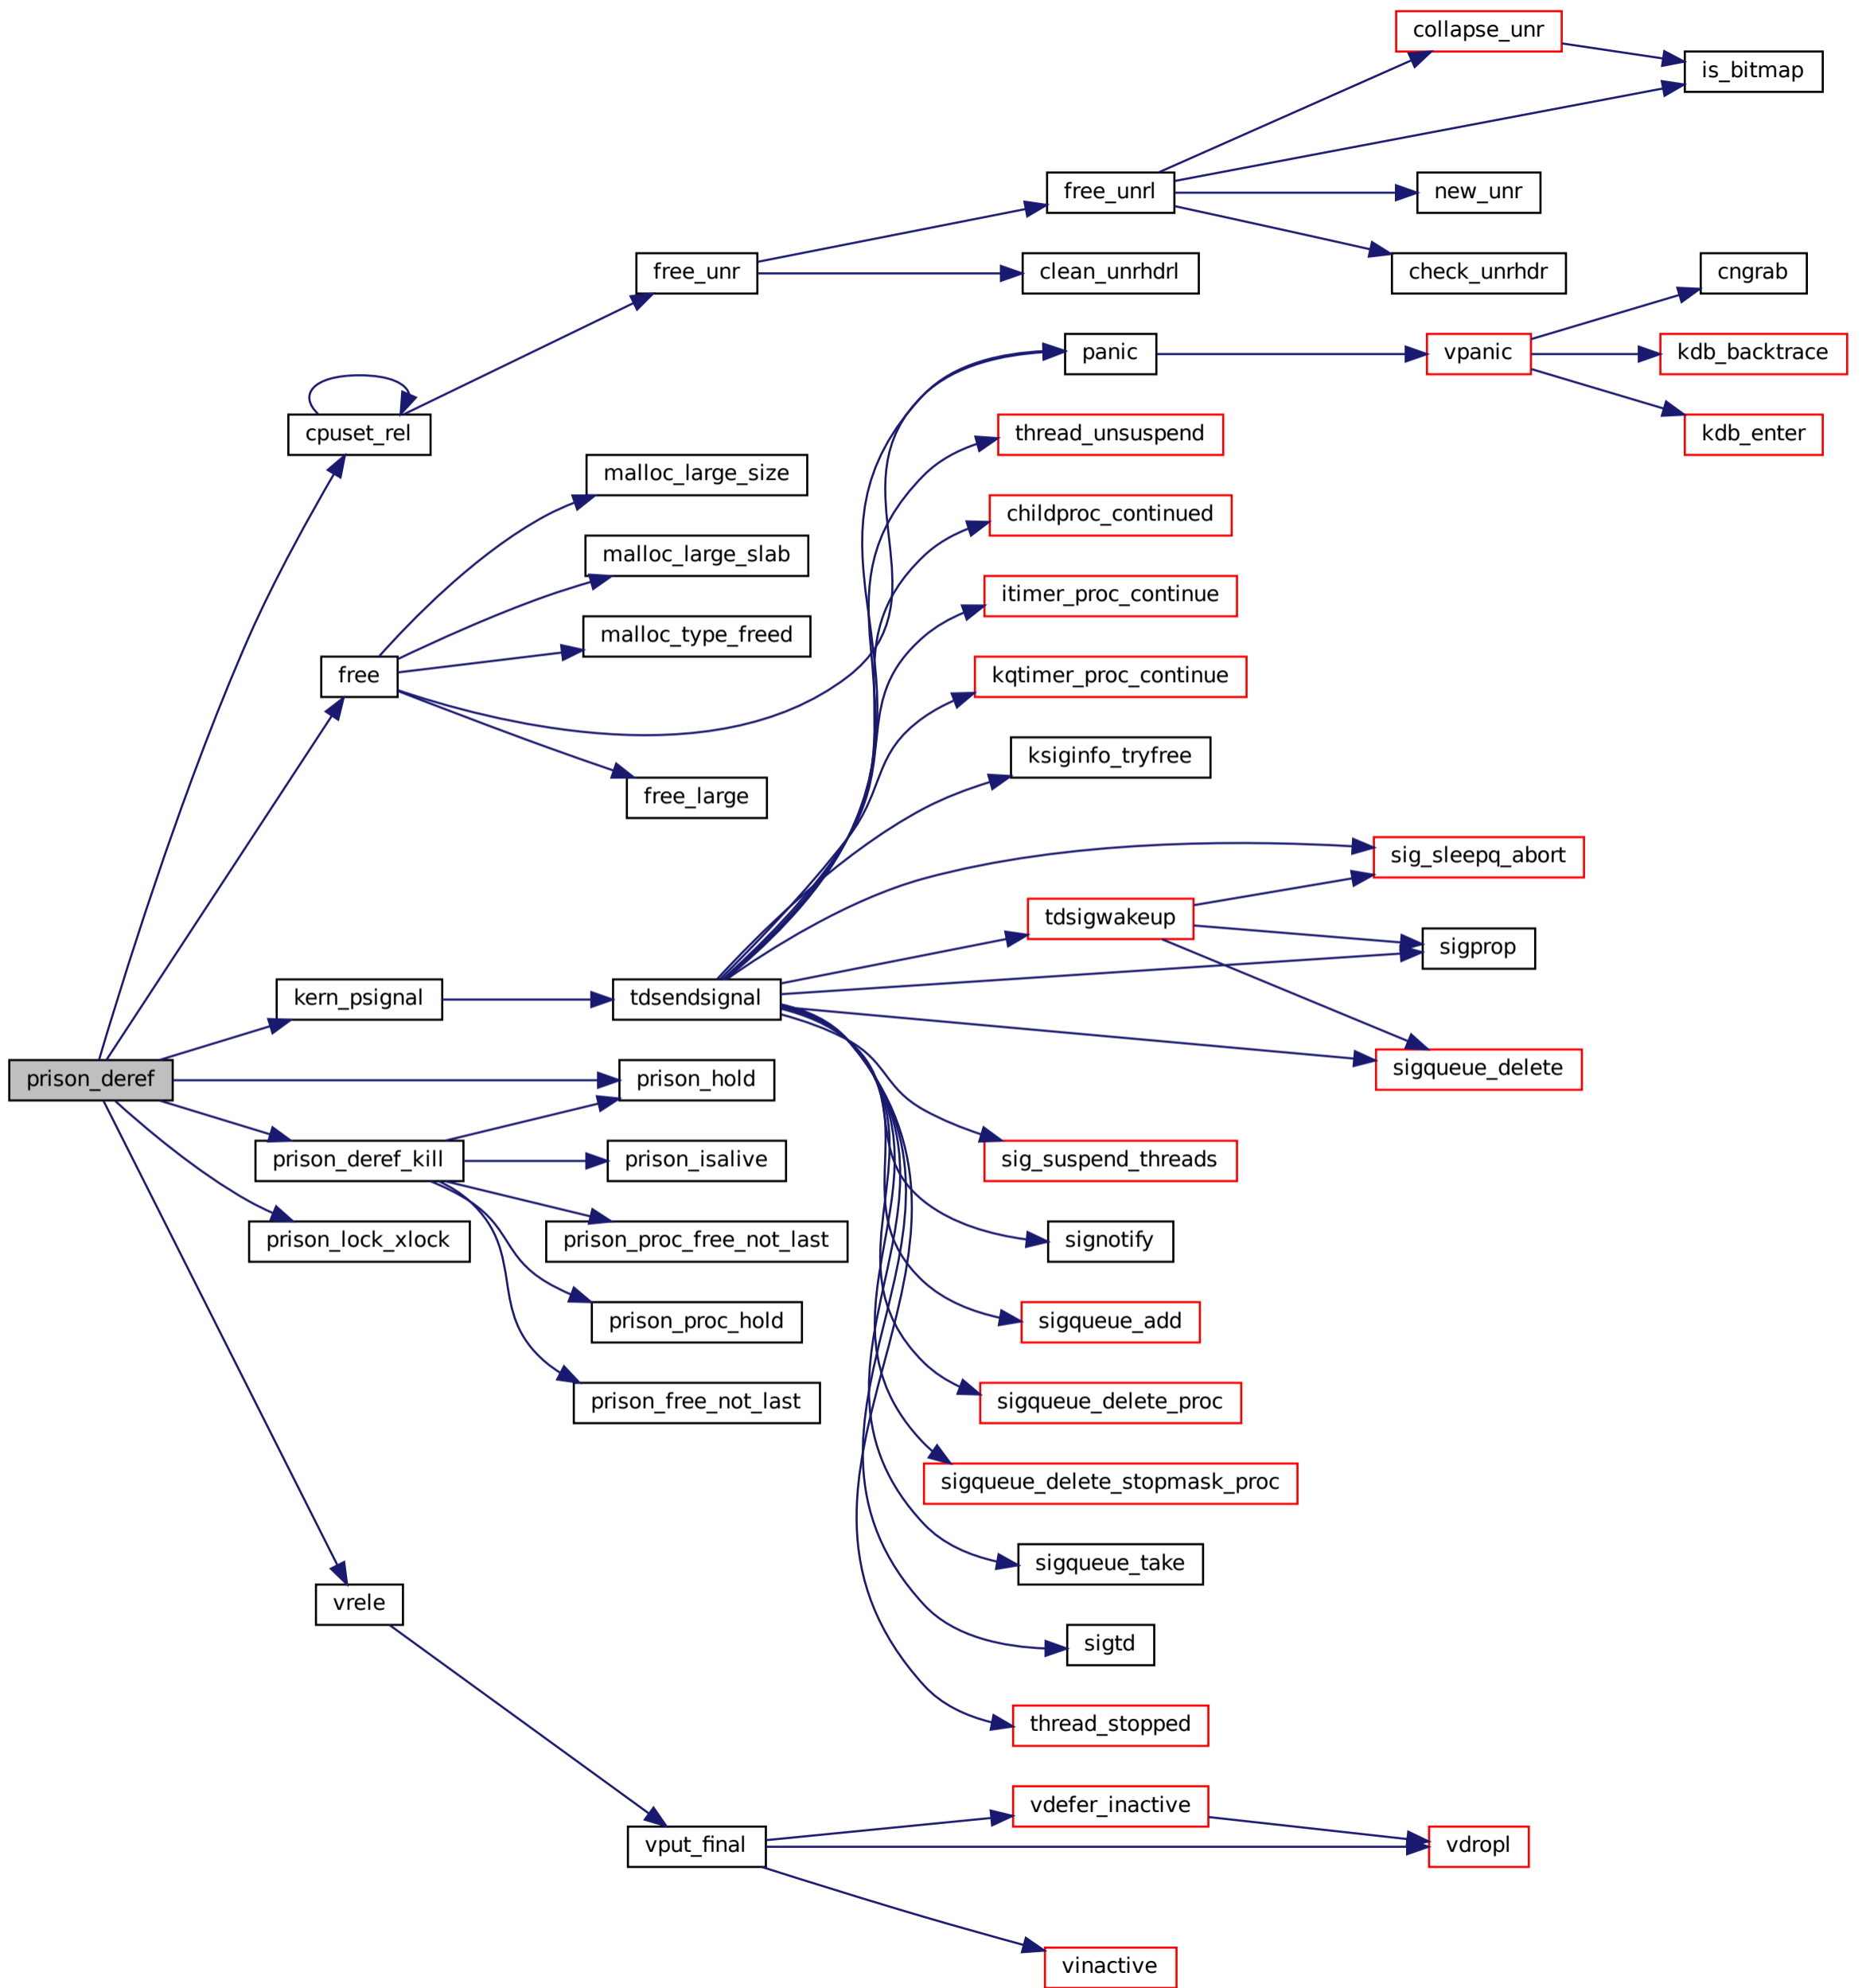 collapse_unr
is_bitmap
free_unrl
new_unr
free_unr
clean_unrhdrl
check_unrhdr
cngrab
panic
vpanic
kdb_backtrace
cpuset_rel
thread_unsuspend
kdb_enter
malloc_large_size
childproc_continued
malloc_large_slab
itimer_proc_continue
malloc_type_freed
free
kqtimer_proc_continue
ksiginfo_tryfree
free_large
sig_sleepq_abort
tdsigwakeup
sigprop
kern_psignal
tdsendsignal
prison_deref
prison_hold
sigqueue_delete
prison_deref_kill
prison_isalive
sig_suspend_threads
prison_lock_xlock
prison_proc_free_not_last
signotify
prison_proc_hold
sigqueue_add
prison_free_not_last
sigqueue_delete_proc
sigqueue_delete_stopmask_proc
sigqueue_take
vrele
sigtd
thread_stopped
vdefer_inactive
vput_final
vdropl
vinactive